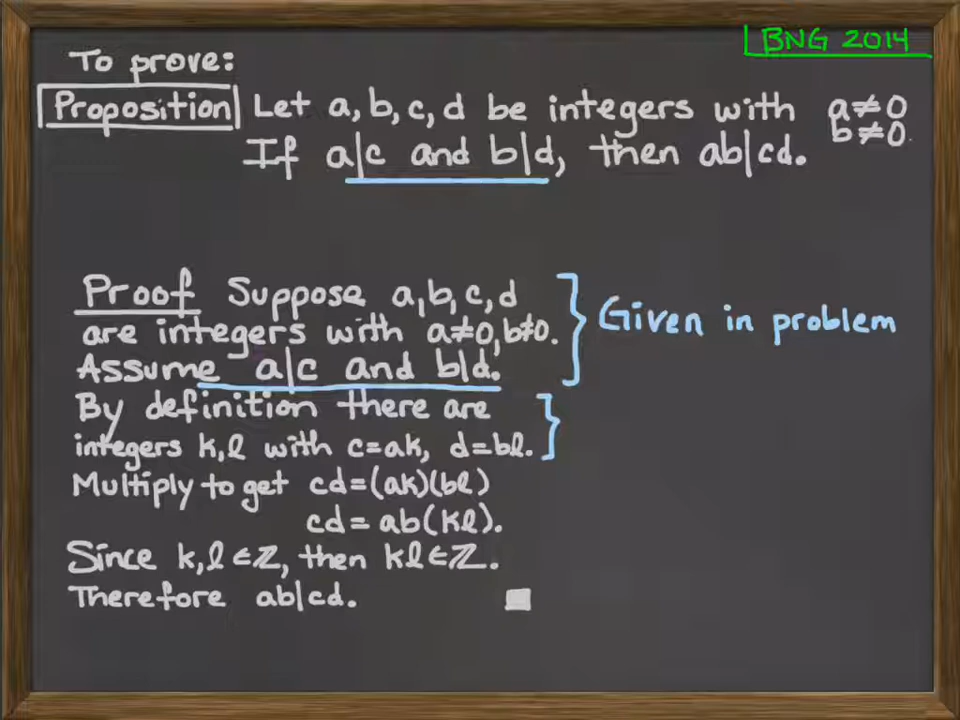 BNG 2014
To prove:
Proposition Let a, b, c, d be integers with a≠0
b≠0.
If a|c and b|d, then ab|cd.
Proof Suppose a, b, c, d
are integers with a≠0, b≠0.
Assume a|c and b|d.
Given in problem
By definition there are
integers k, l with c=ak, d=bl.
Multiply to get cd=(ak)(bl)
cd=ab(kl).
Since k, l ∈ ℤ, then kl ∈ ℤ.
Therefore ab|cd.